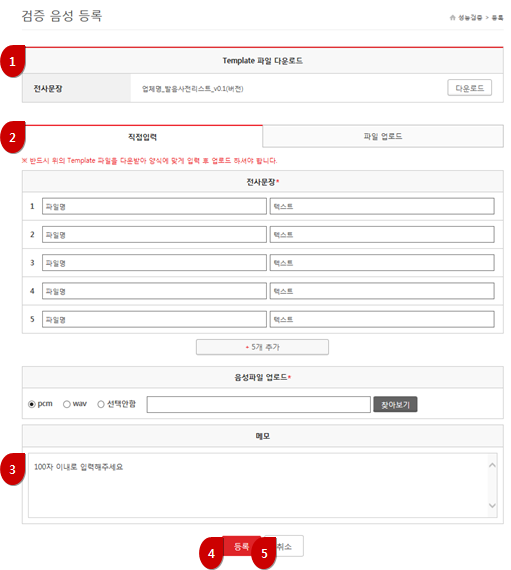 검증 음성 등록
성능검증 > 등록
1
Template 파일 다운로드
전사문장
업체명_발음사전리스트_v0.1(버전)
다운로드
2
직접입력
파일 업로드
※ 반드시 위의 Template 파일을 다운받아 양식에 맞게 입력 후 업로드 하셔야 합니다.
전사문장*
1 파일명 텍스트
2 파일명 텍스트
3 파일명 텍스트
4 파일명 텍스트
5 파일명 텍스트
+ 5개 추가
음성파일 업로드*
pcm wav 선택안함 찾아보기
메모
3
100자 이내로 입력해주세요
4 등록 5 취소